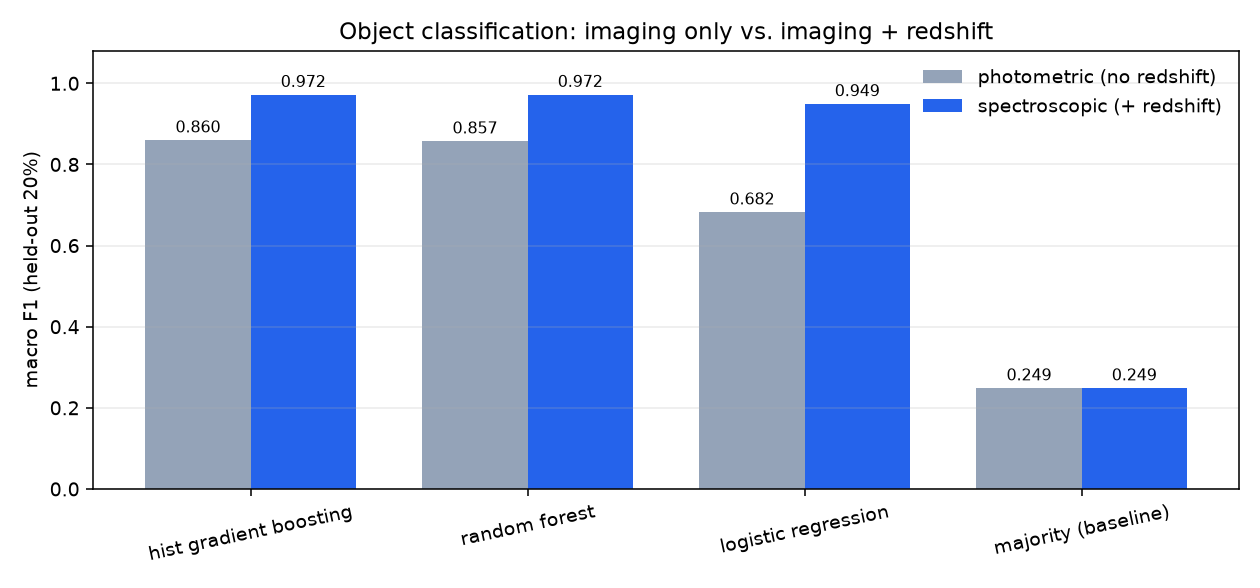 Object classification: imaging only vs. imaging + redshift
photometric (no redshift)
spectroscopic (+ redshift)
macro F1 (held-out 20%)
1.0
0.8
0.6
0.4
0.2
0.0
0.860
0.972
0.857
0.972
0.682
0.949
0.249
0.249
hist gradient boosting
random forest
logistic regression
majority (baseline)